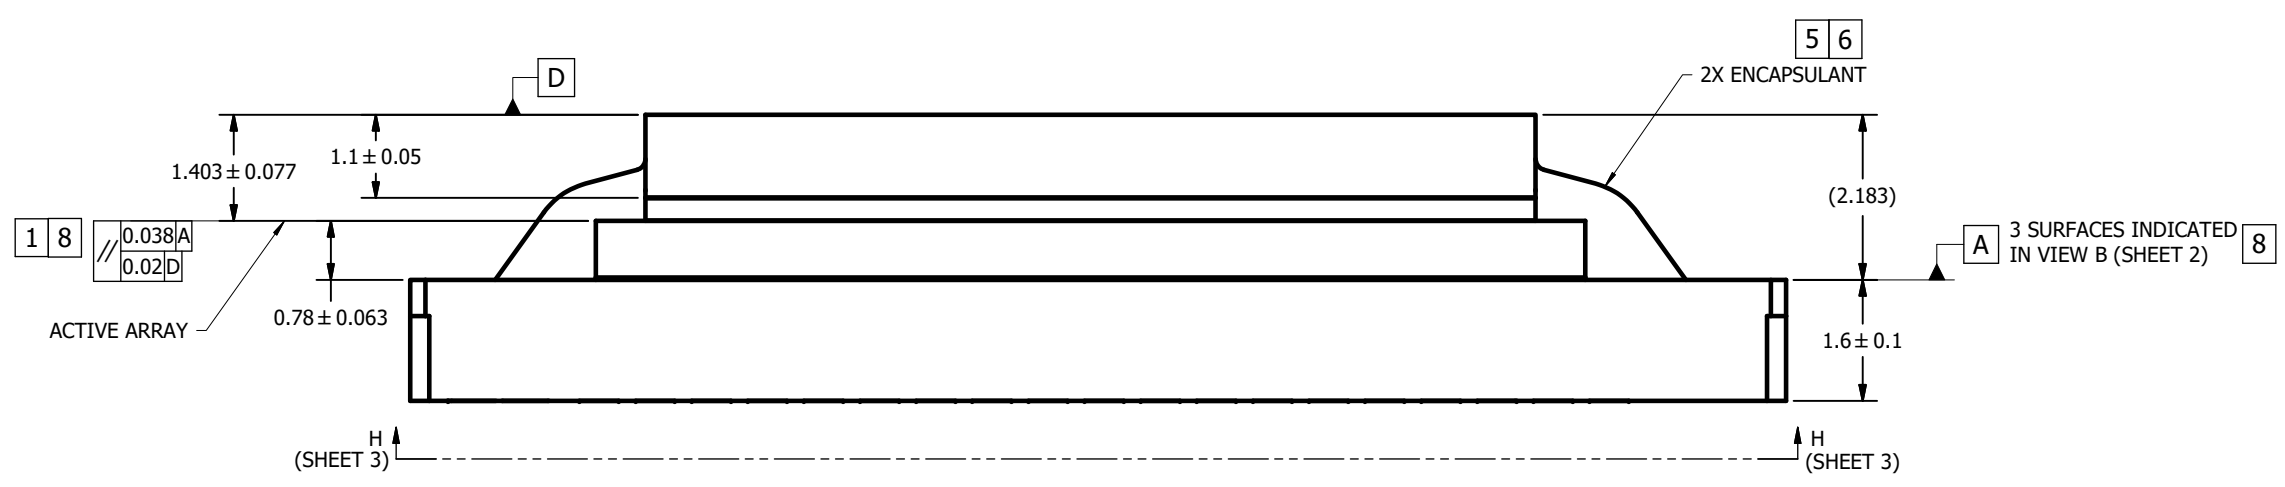 5 6
2X ENCAPSULANT
D
1.403 ± 0.077
1.1 ± 0.05
(2.183)
1 8
// 0.038 A
0.02 D
A
3 SURFACES INDICATED
IN VIEW B (SHEET 2)
8
0.78 ± 0.063
ACTIVE ARRAY
1.6 ± 0.1
H
(SHEET 3)
H
(SHEET 3)